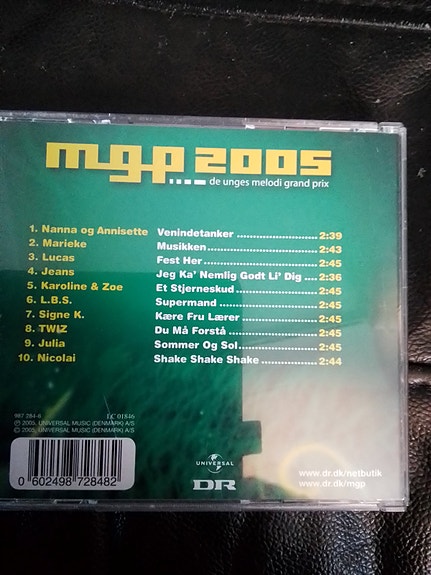 mgp 2005
de unges melodi grand prix
1. Nanna og Annisette Venindetanker 2:39
2. Marieke Musikken 2:43
3. Lucas Fest Her 2:45
4. Jeans Jeg Ka' Nemlig Godt Li' Dig 2:36
5. Karoline & Zoe Et Stjerneskud 2:45
6. L.B.S. Supermand 2:45
7. Signe K. Kære Fru Lærer 2:45
8. TWIZ Du Må Forstå 2:45
9. Julia Sommer Og Sol 2:45
10. Nicolai Shake Shake Shake 2:44
987 284-8 LC 01846
℗ 2005, UNIVERSAL MUSIC (DENMARK) A/S
© 2005, UNIVERSAL MUSIC (DENMARK) A/S
0 602498 728482
UNIVERSAL
DR
www.dr.dk/netbutik
www.dr.dk/mgp